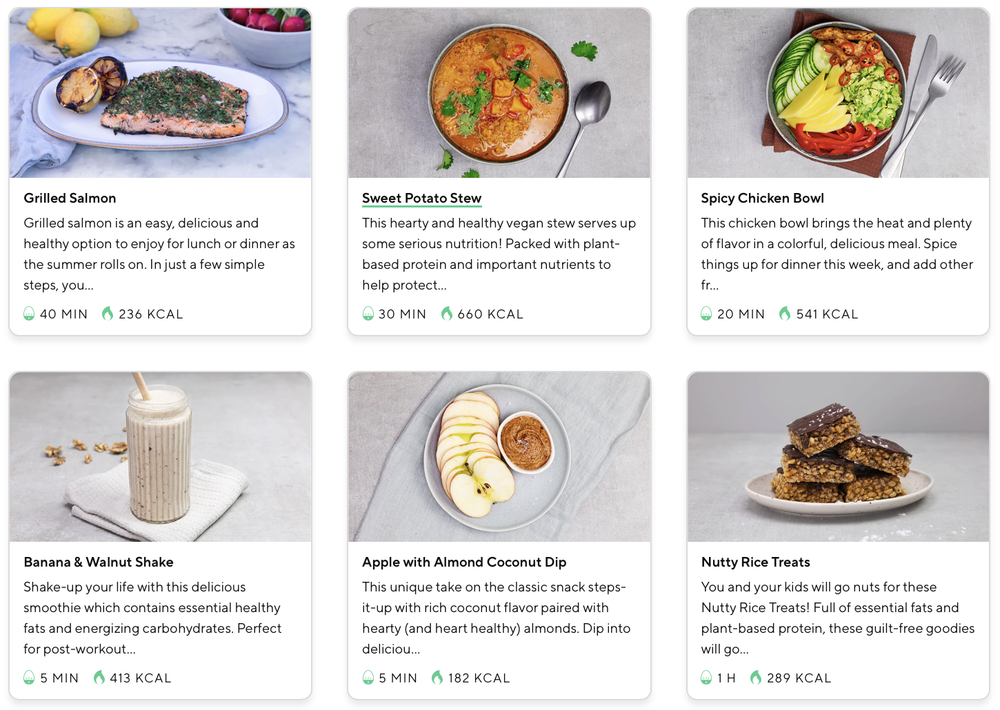 Grilled Salmon
Grilled salmon is an easy, delicious and
healthy option to enjoy for lunch or dinner as
the summer rolls on. In just a few simple
steps, you...
40 MIN 236 KCAL
Sweet Potato Stew
This hearty and healthy vegan stew serves up
some serious nutrition! Packed with plant-
based protein and important nutrients to
help protect...
30 MIN 660 KCAL
Spicy Chicken Bowl
This chicken bowl brings the heat and plenty
of flavor in a colorful, delicious meal. Spice
things up for dinner this week, and add other
fr...
20 MIN 541 KCAL
Banana & Walnut Shake
Shake-up your life with this delicious
smoothie which contains essential healthy
fats and energizing carbohydrates. Perfect
for post-workout...
5 MIN 413 KCAL
Apple with Almond Coconut Dip
This unique take on the classic snack steps-
it-up with rich coconut flavor paired with
hearty (and heart healthy) almonds. Dip into
deliciou...
5 MIN 182 KCAL
Nutty Rice Treats
You and your kids will go nuts for these
Nutty Rice Treats! Full of essential fats and
plant-based protein, these guilt-free goodies
will go...
1 H 289 KCAL